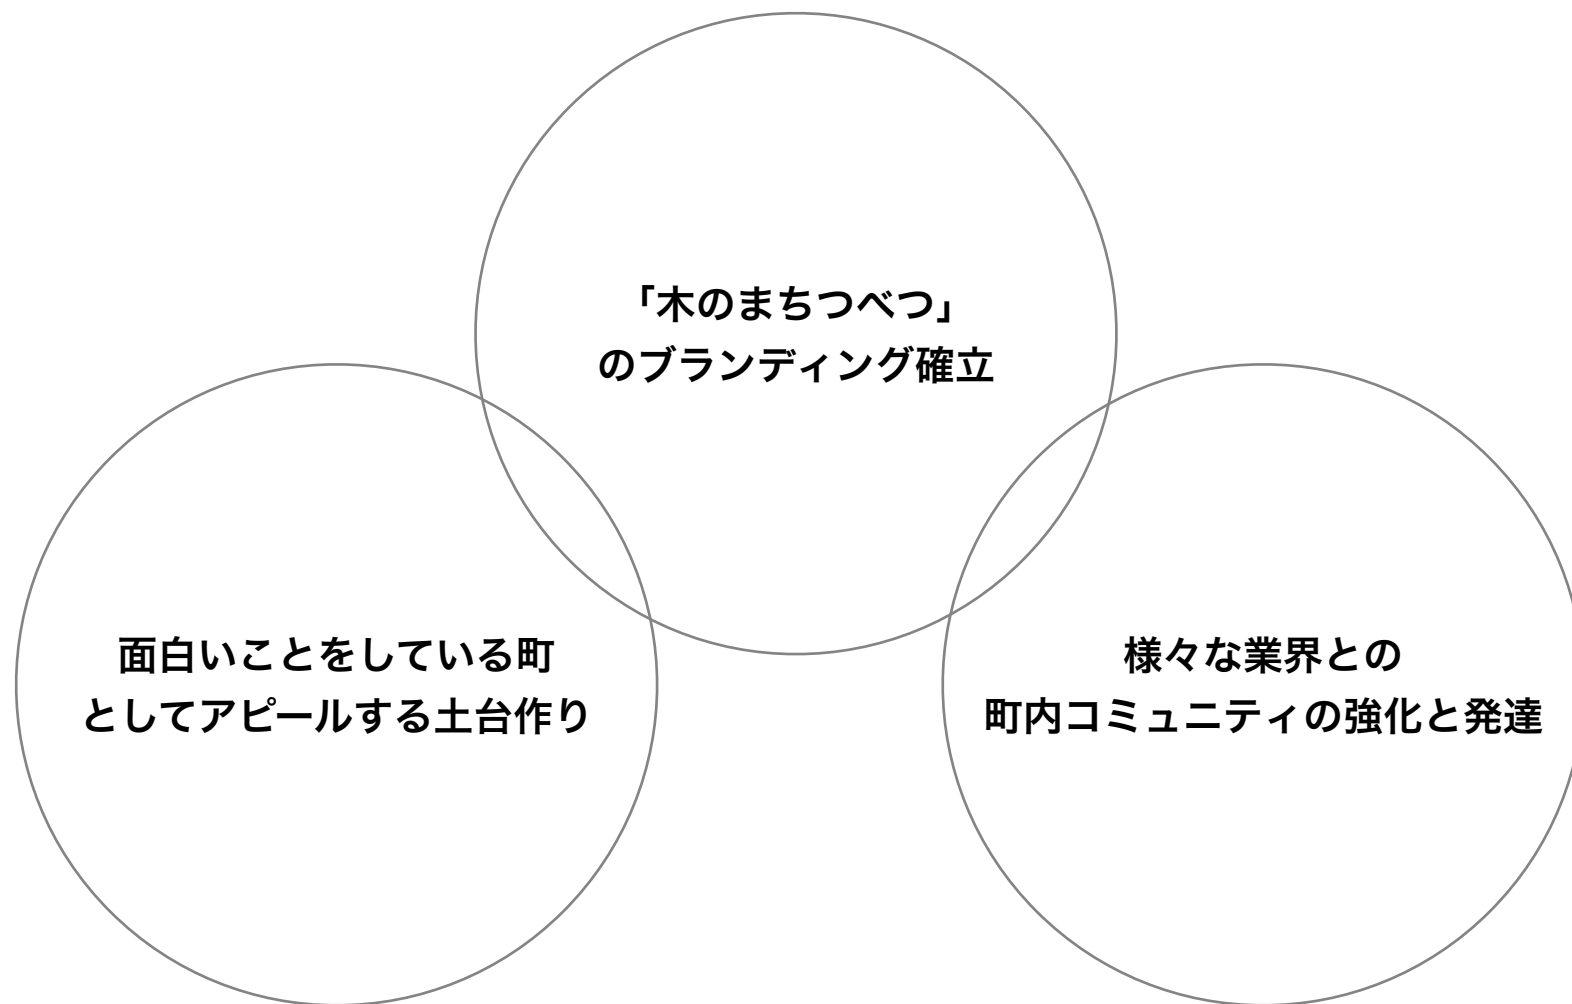 「木のまちつべつ」
のブランディング確立
面白いことをしている町
としてアピールする土台作り
様々な業界との
町内コミュニティの強化と発達